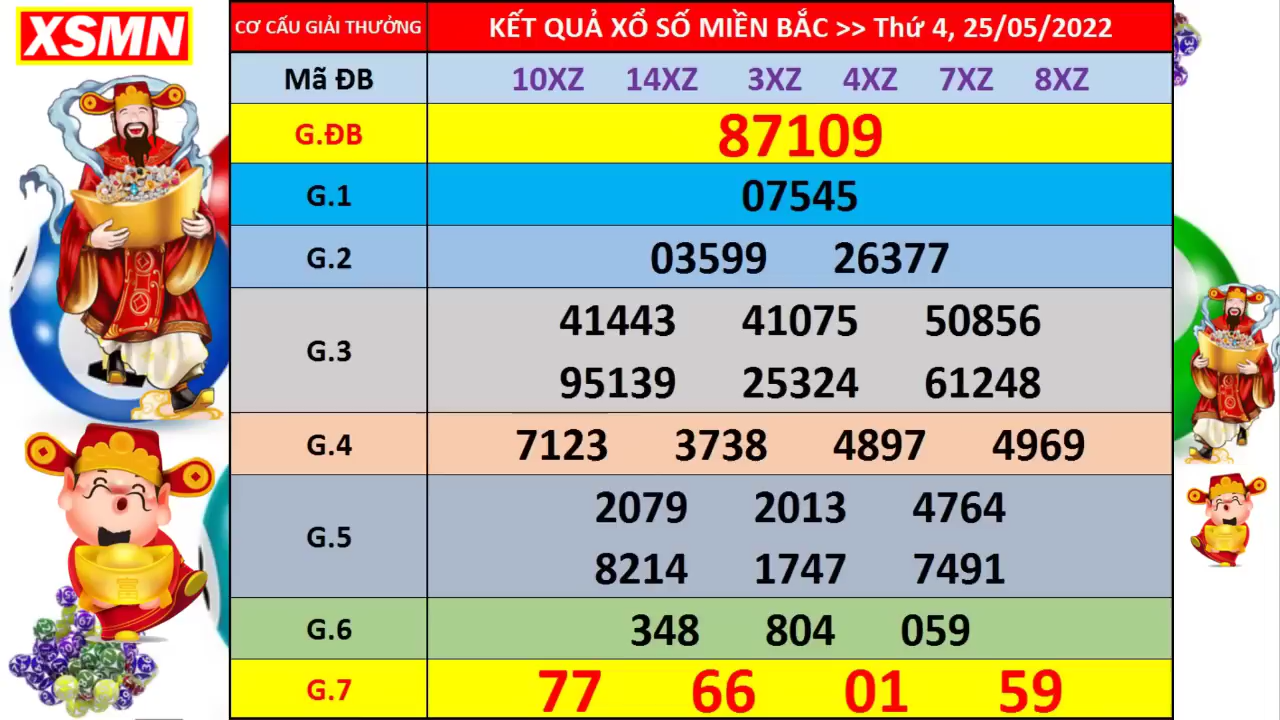 XSMN
CƠ CẤU GIẢI THƯỞNG
KẾT QUẢ XỔ SỐ MIỀN BẮC >> Thứ 4, 25/05/2022
Mã ĐB
10XZ 14XZ 3XZ 4XZ 7XZ 8XZ
G.ĐB
87109
G.1
07545
G.2
03599 26377
G.3
41443 41075 50856
95139 25324 61248
G.4
7123 3738 4897 4969
G.5
2079 2013 4764
8214 1747 7491
G.6
348 804 059
G.7
77 66 01 59